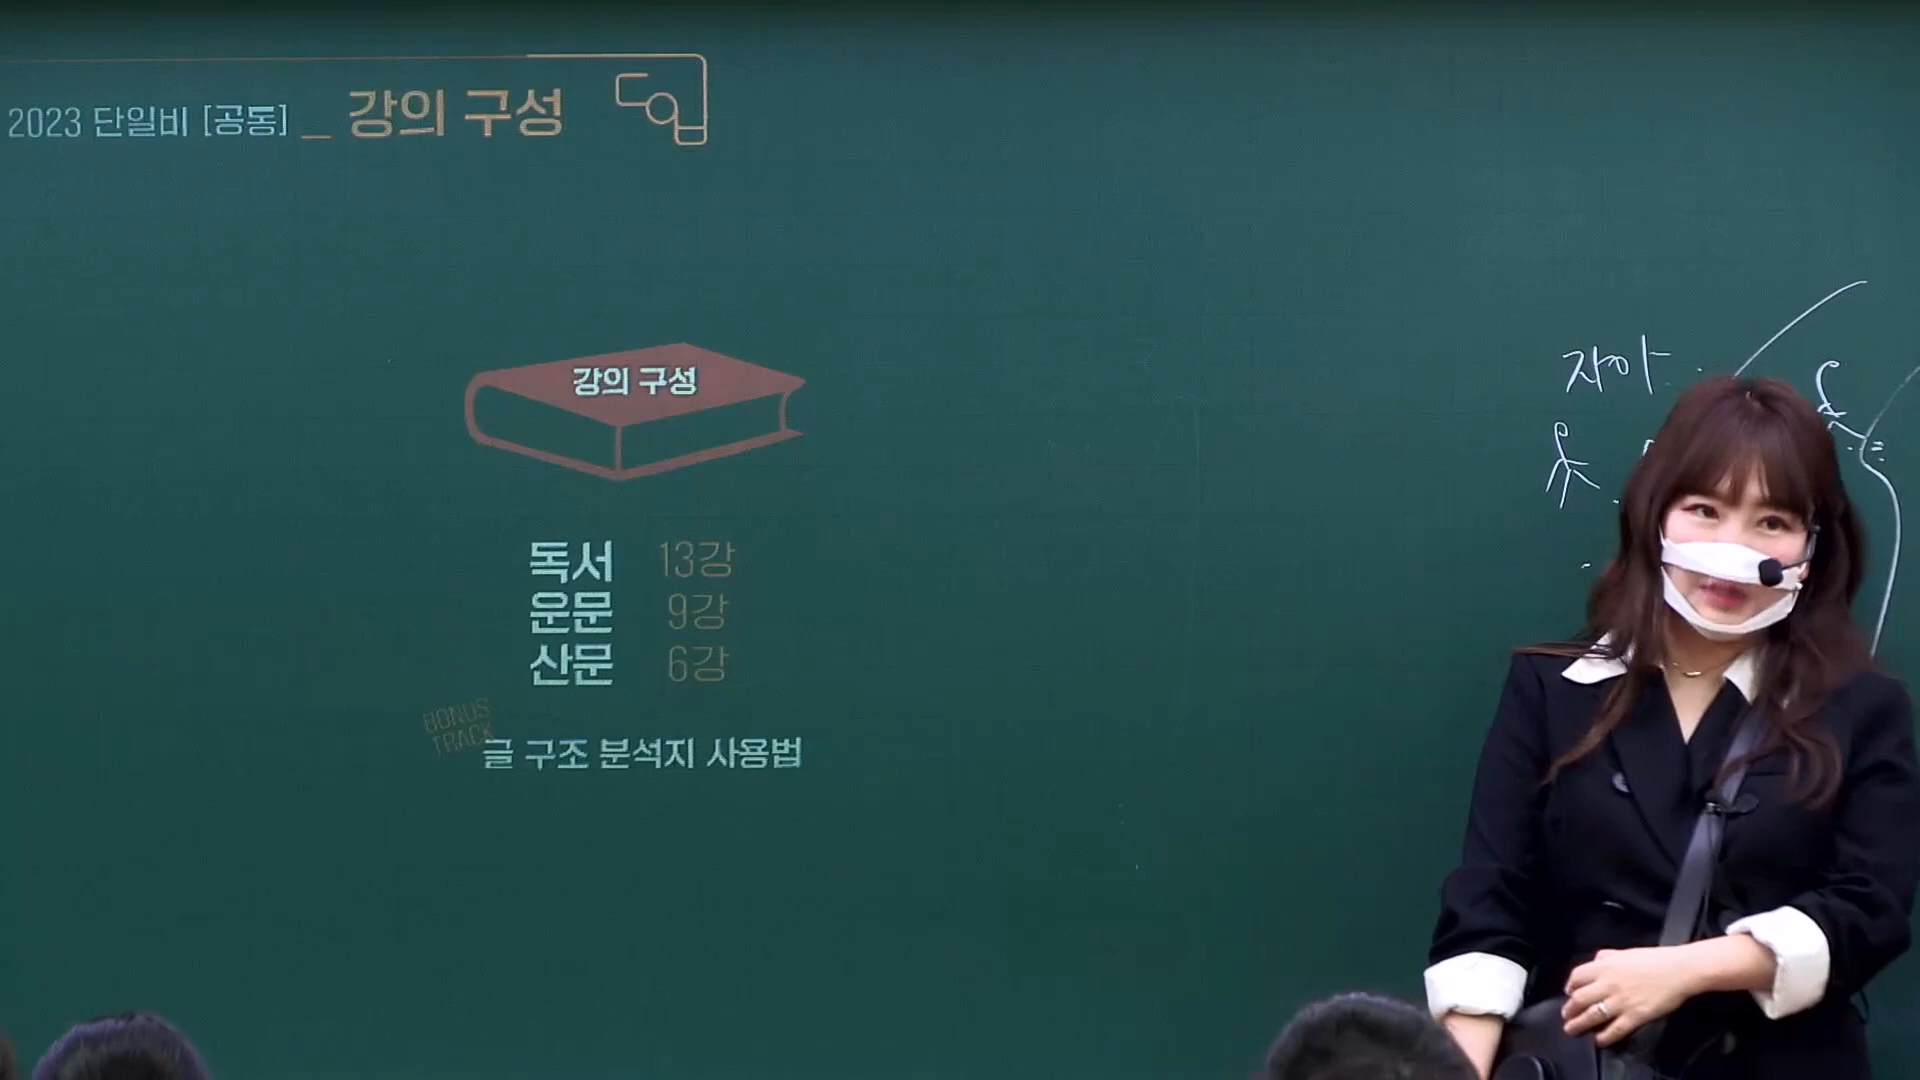 2023 단일비 [공통] _ 강의 구성
강의 구성
독서 13강
운문 9강
산문 6강
BONUS
TRACK
글 구조 분석지 사용법
자아